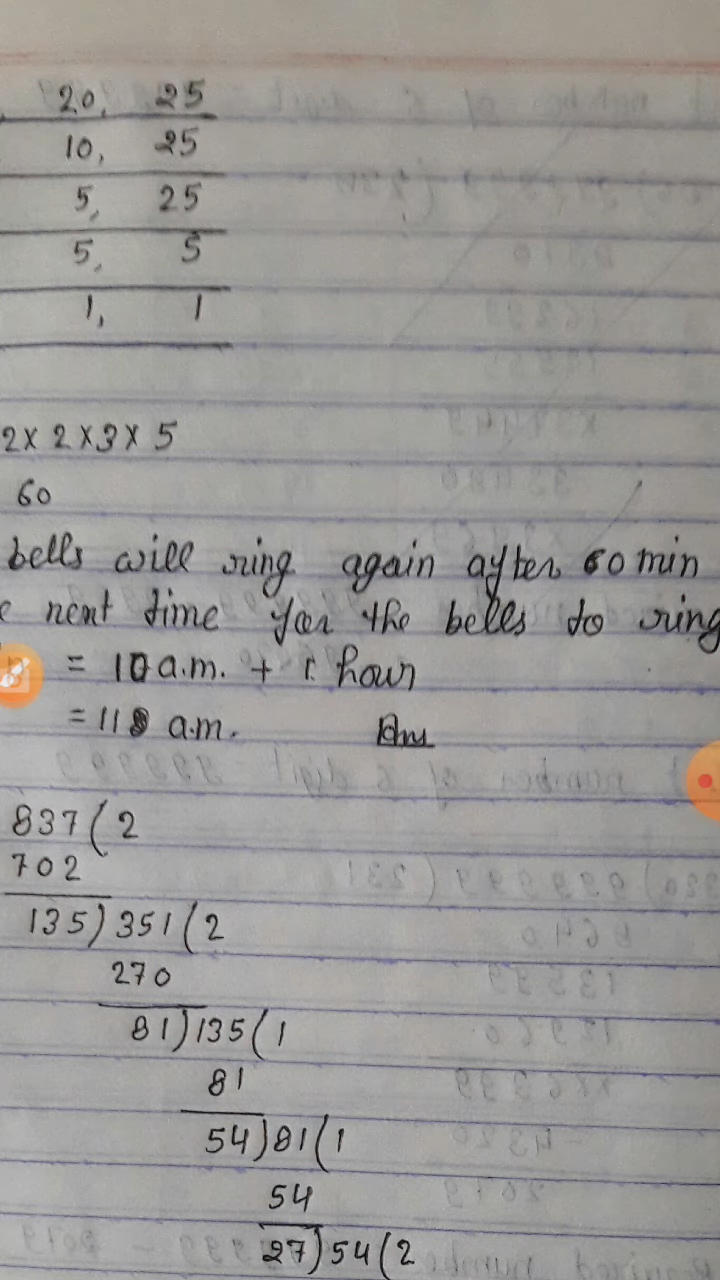 20, 25
10, 25
5, 25
5, 5
1, 1
2 x 2 x 3 x 5
60
bells will ring again after 60 min
next time for the bells to ring
= 10 a.m. + 1 hour
= 11 a.m. Ans
837 ( 2
702
135 ) 351 ( 2
270
81 ) 135 ( 1
81
54 ) 81 ( 1
54
27 ) 54 ( 2